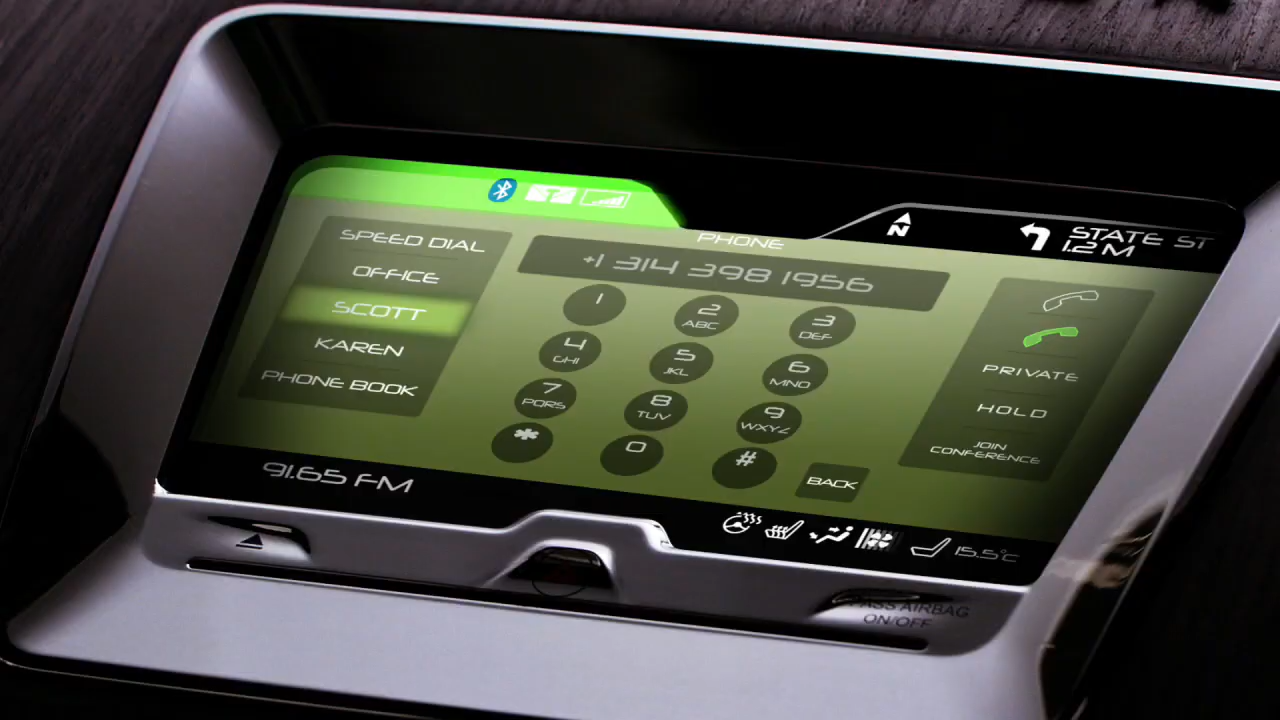 N
STATE ST
1.2 M
PHONE
SPEED DIAL
OFFICE
SCOTT
KAREN
PHONE BOOK
+1 314 398 1956
1
2
ABC
3
DEF
4
GHI
5
JKL
6
MNO
7
PQRS
8
TUV
9
WXYZ
*
0
#
BACK
PRIVATE
HOLD
JOIN
CONFERENCE
91.65 FM
15.5°C
PASS AIRBAG
ON/OFF